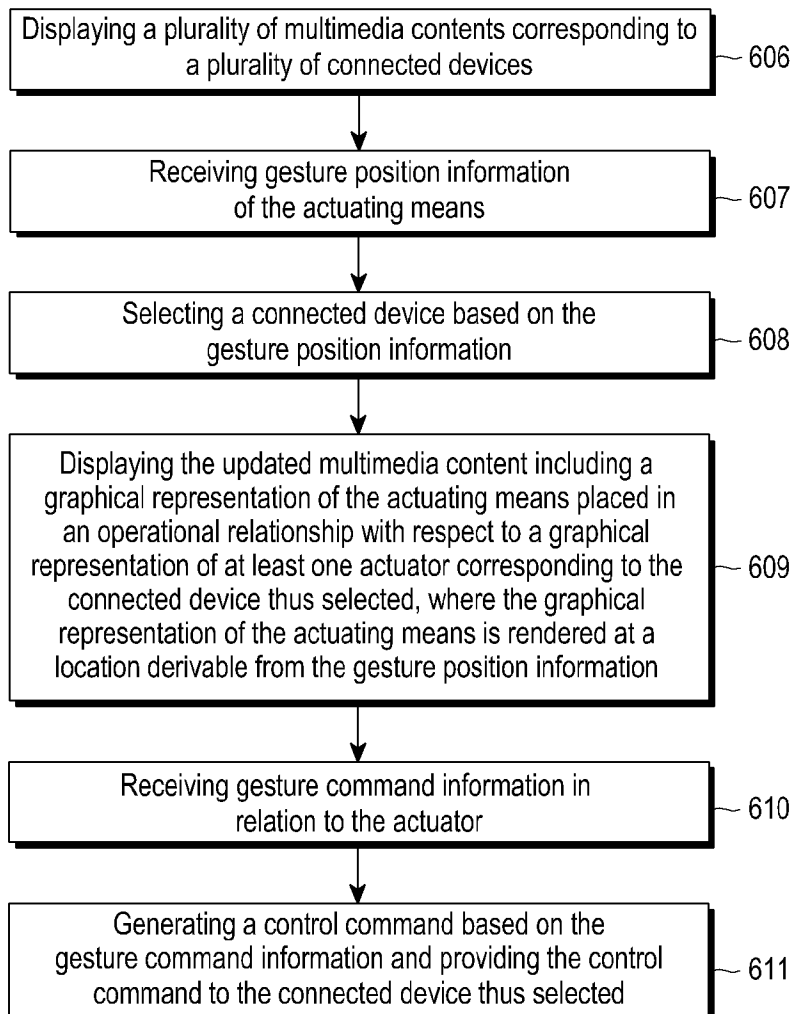 Displaying a plurality of multimedia contents corresponding to
a plurality of connected devices
606
Receiving gesture position information
of the actuating means
607
Selecting a connected device based on the
gesture position information
608
Displaying the updated multimedia content including a
graphical representation of the actuating means placed in
an operational relationship with respect to a graphical
representation of at least one actuator corresponding to the
connected device thus selected, where the graphical
representation of the actuating means is rendered at a
location derivable from the gesture position information
609
Receiving gesture command information in
relation to the actuator
610
Generating a control command based on the
gesture command information and providing the control
command to the connected device thus selected
611